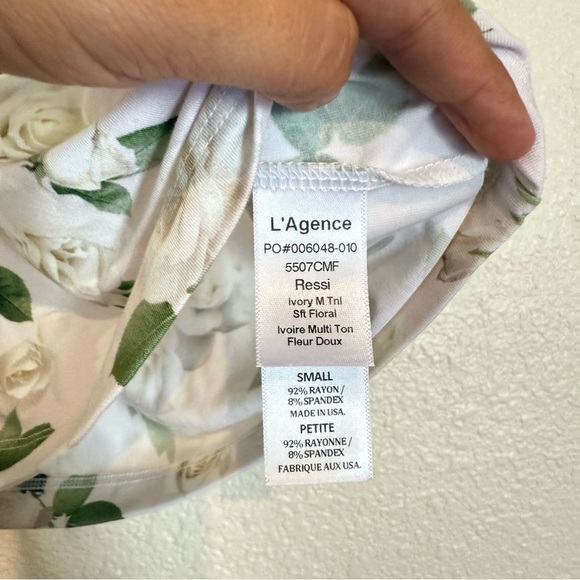 L'Agence
PO#006048-010
5507CMF
Ressi
ivory M Tnl
Sft Floral
Ivoire Multi Ton
Fleur Doux
SMALL
92% RAYON /
8% SPANDEX
MADE IN USA.
PETITE
92% RAYONNE /
8% SPANDEX
FABRIQUE AUX USA.